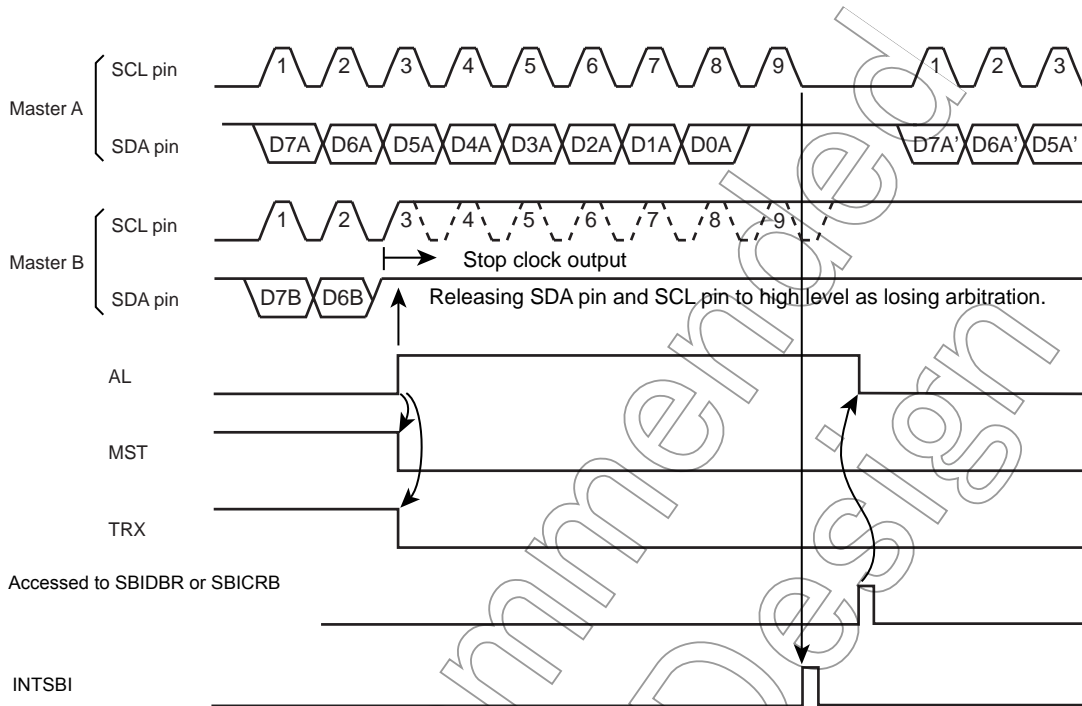 SCL pin 1 2 3 4 5 6 7 8 9 1 2 3
Master A
SDA pin D7A D6A D5A D4A D3A D2A D1A D0A D7A' D6A' D5A'
SCL pin 1 2 3 4 5 6 7 8 9
Master B
Stop clock output
SDA pin D7B D6B
Releasing SDA pin and SCL pin to high level as losing arbitration.
AL
MST
TRX
Accessed to SBIDBR or SBICRB
INTSBI
mmended
Design